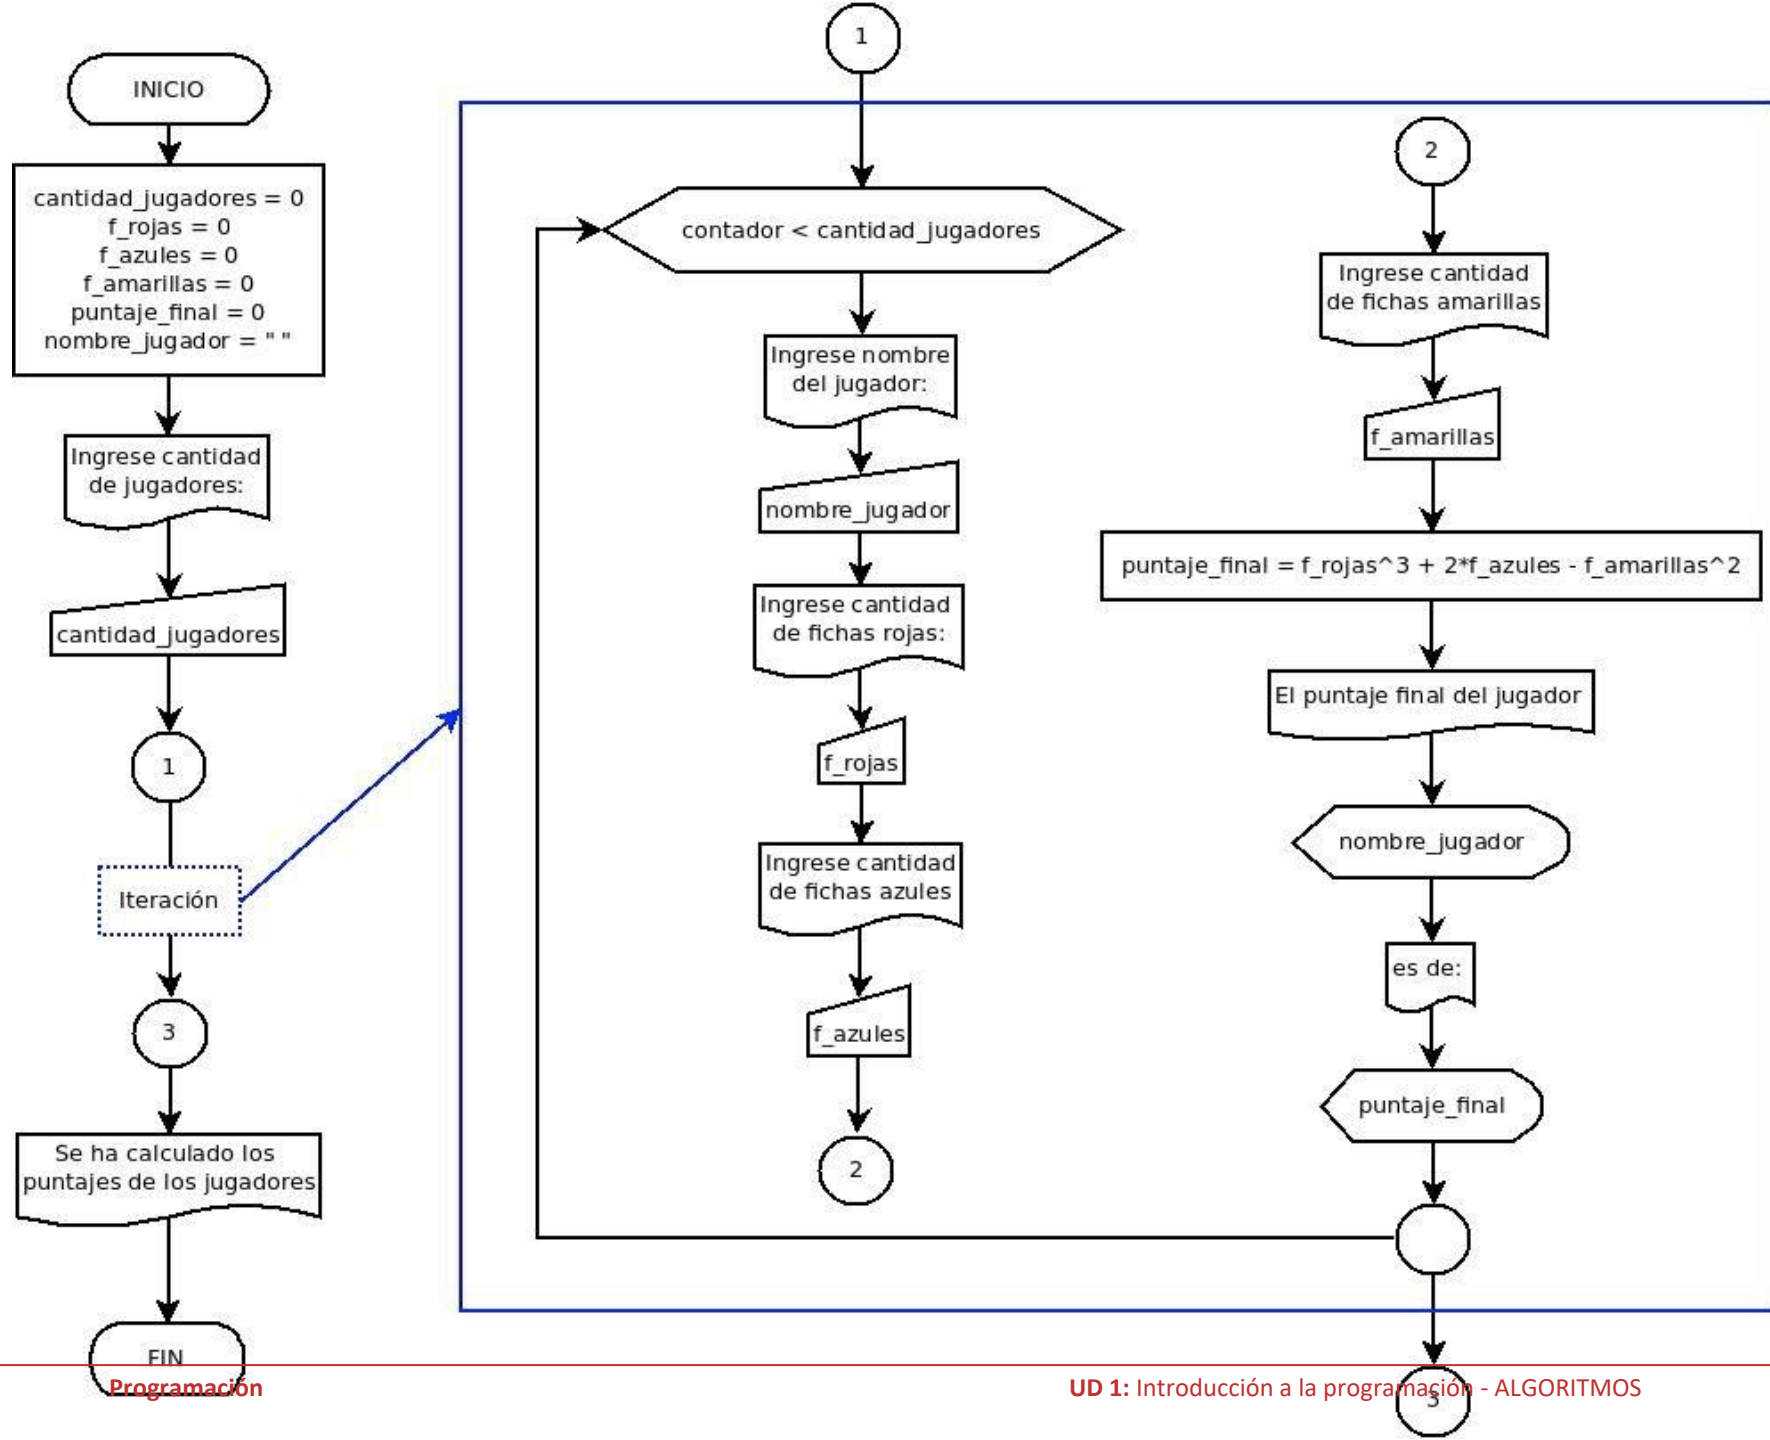 INICIO
cantidad_jugadores = 0
f_rojas = 0
f_azules = 0
f_amarillas = 0
puntaje_final = 0
nombre_jugador = " "
Ingrese cantidad
de jugadores:
cantidad_jugadores
1
Iteración
3
Se ha calculado los
puntajes de los jugadores
FIN
1
contador < cantidad_jugadores
Ingrese nombre
del jugador:
nombre_jugador
Ingrese cantidad
de fichas rojas:
f_rojas
Ingrese cantidad
de fichas azules
f_azules
2
2
Ingrese cantidad
de fichas amarillas
f_amarillas
puntaje_final = f_rojas^3 + 2*f_azules - f_amarillas^2
El puntaje final del jugador
nombre_jugador
es de:
puntaje_final
3
Programación
UD 1: Introducción a la programación - ALGORITMOS